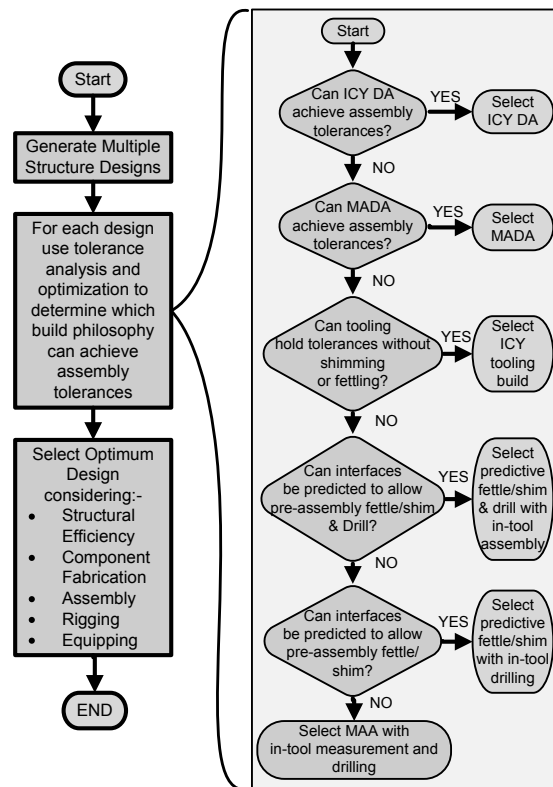 Start
Generate Multiple
Structure Designs
For each design
use tolerance
analysis and
optimization to
determine which
build philosophy
can achieve
assembly
tolerances
Select Optimum
Design
considering:-
• Structural
Efficiency
• Component
Fabrication
• Assembly
• Rigging
• Equipping
END
Start
Can ICY DA
achieve assembly
tolerances?
YES
Select
ICY DA
NO
Can MADA
achieve assembly
tolerances?
YES
Select
MADA
NO
Can tooling
hold tolerances without
shimming
or fettling?
YES
Select
ICY
tooling
build
NO
Can interfaces
be predicted to allow
pre-assembly fettle/shim
& Drill?
YES
Select
predictive
fettle/shim
& drill with
in-tool
assembly
NO
Can interfaces
be predicted to allow
pre-assembly fettle/
shim?
YES
Select
predictive
fettle/shim
with in-tool
drilling
NO
Select MAA with
in-tool measurement and
drilling